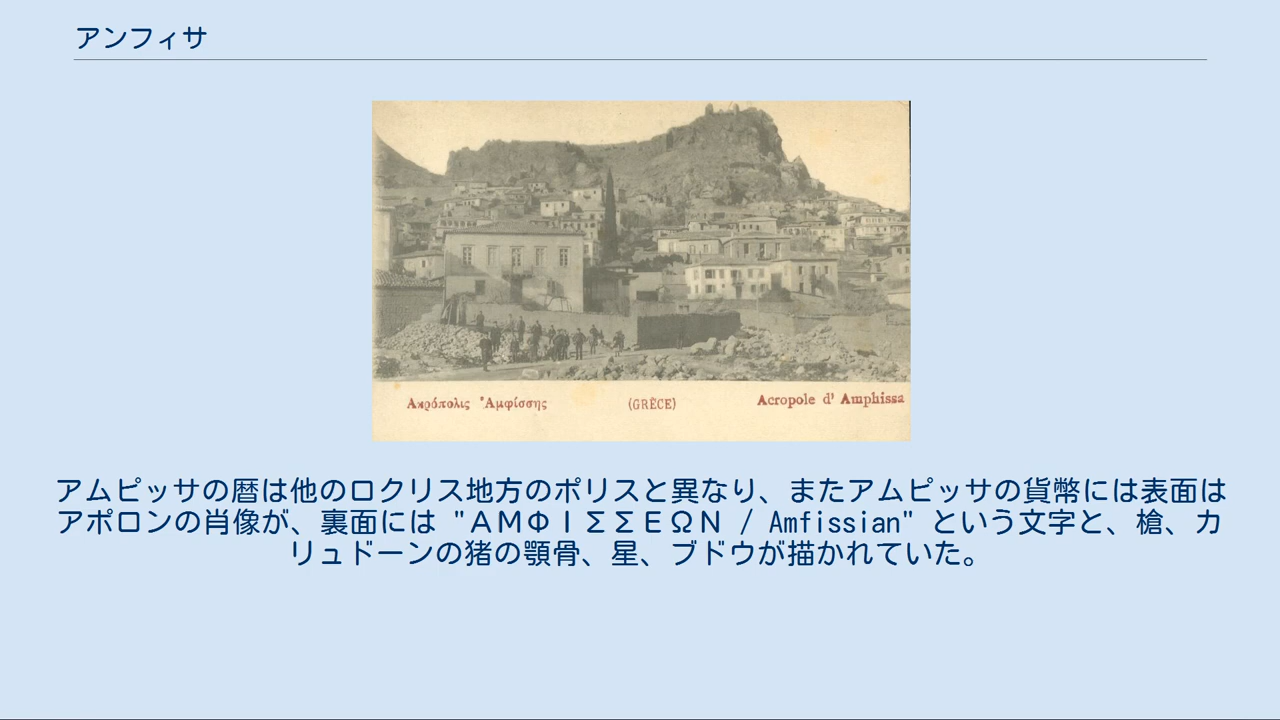 アンフィサ
Ακρόπολις Ἀμφίσσης (GRÈCE) Acropole d' Amphissa
アムピッサの暦は他のロクリス地方のポリスと異なり、またアムピッサの貨幣には表面は
アポロンの肖像が、裏面には "ΑΜΦΙΣΣΕΩΝ / Amfissian" という文字と、槍、カ
リュドーンの猪の顎骨、星、ブドウが描かれていた。